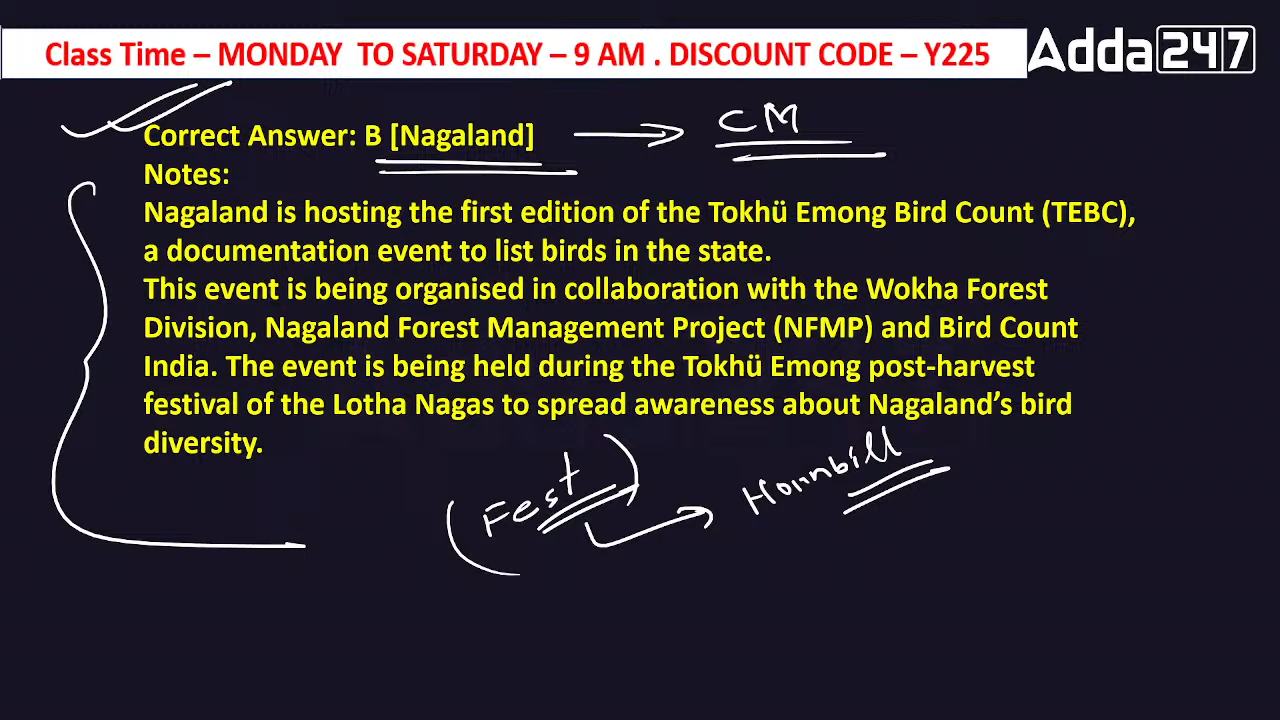 Class Time – MONDAY TO SATURDAY – 9 AM . DISCOUNT CODE – Y225
Adda247
Correct Answer: B [Nagaland]
CM
Notes:
Nagaland is hosting the first edition of the Tokhü Emong Bird Count (TEBC),
a documentation event to list birds in the state.
This event is being organised in collaboration with the Wokha Forest
Division, Nagaland Forest Management Project (NFMP) and Bird Count
India. The event is being held during the Tokhü Emong post-harvest
festival of the Lotha Nagas to spread awareness about Nagaland’s bird
diversity.
(Fest)
Hornbill